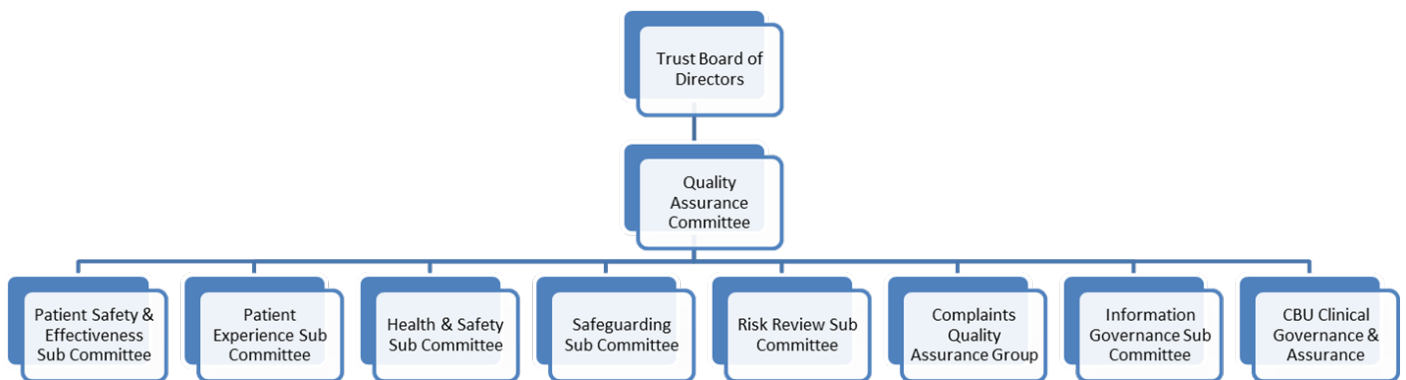 Trust Board of
Directors
Quality
Assurance
Committee
Patient Safety &
Effectiveness
Sub Committee
Patient
Experience Sub
Committee
Health & Safety
Sub Committee
Safeguarding
Sub Committee
Risk Review Sub
Committee
Complaints
Quality
Assurance Group
Information
Governance Sub
Committee
CBU Clinical
Governance &
Assurance